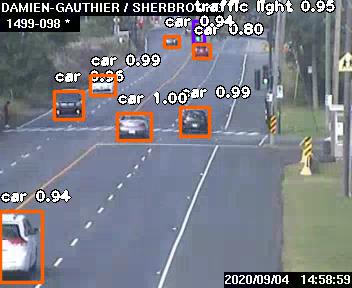 DAMIEN-GAUTHIER / SHERBRO
traffic light 0.95
1499-098 *
car 0.94
car 0.80
car 0.99
car 0.96
car 1.00
car 0.99
car 0.94
2020/09/04 14:58:59